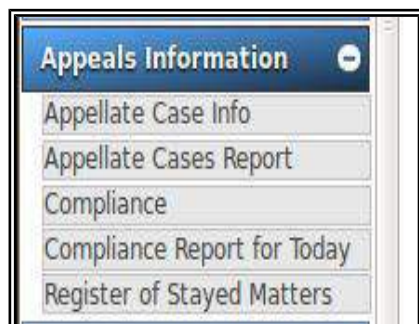 Appeals Information
Appellate Case Info
Appellate Cases Report
Compliance
Compliance Report for Today
Register of Stayed Matters